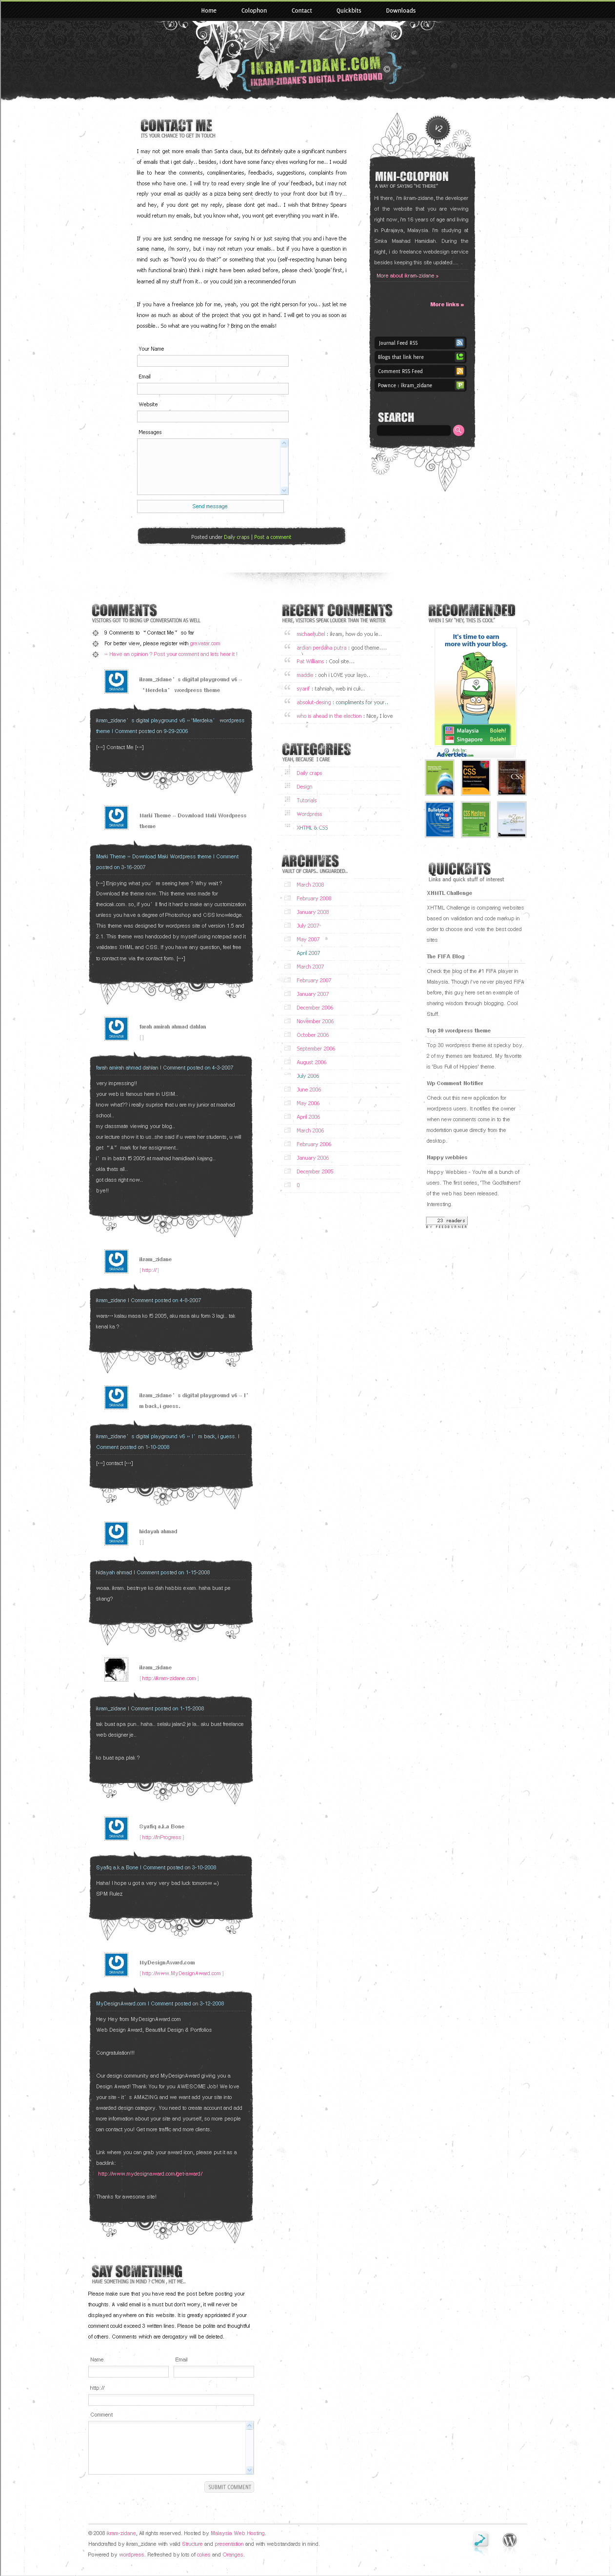 Home Colophon Contact Quickbits Downloads
IKRAM-ZIDANE.COM
IKRAM-ZIDANE'S DIGITAL PLAYGROUND
CONTACT ME
ITS YOUR CHANCE TO GET IN TOUCH
I may not get more emails than Santa claus, but its definitely quite a significant numbers
of emails that i get daily.. beside, i dont have some fancy elves working for me.. I would
like to hear the comments, complimentaries, feedbacks, suggestions, complaints from
those who have one. I will try to read every single line of your feedback, but i may not
reply your email as quickly as a pizza being sent directly to your front door but i'll try...
and hey, if you dont get my reply, please dont get mad.. I wish that Britney Spears
would return my emails, but you know what, you wont get everything you want in life.
If you are just sending me message for saying hi or just saying that you and i have the
same name, i'm sorry, but i may not return your emails.. but if you have a question in
mind such as "how'd you do that?" or something that you (self-respecting human being
with functional brain) think i might have been asked before, please check 'google' first, i
learned all my stuff from it... or you could join a recommended forum.
If you have a freelance job for me, yeah, you got the right person for you.. just let me
know as much as about of the project that you got in hand. I will get to you as soon as
possible.. So what are you waiting for ? Bring on the emails!
Your Name
Email
Website
Messages
Send message
Posted under Daily craps | Post a comment
V2
MINI-COLOPHON
A WAY OF SAYING "HI THERE"
Hi there, i'm ikram-zidane, the developer
of the website that you are viewing
right now, i'm 16 years of age and living
in Putrajaya, Malaysia. I'm studying at
Srikia Maahad Hamidiah. During the
night, i do freelance webdesign service
besides keeping this site updated....
More about ikram-zidane »
More links »
Journal Feed RSS
Blogs that link here
Comment RSS Feed
Pownce : ikram_zidane
SEARCH
COMMENTS
VISITORS GOT TO BRING UP CONVERSATION AS WELL
9 Comments to "Contact Me" so far
For better view, please register with gravatar.com
- Have an opinion ? Post your comment and lets hear it !
ikram_zidane's digital playground v6 -
'Merdeka' wordpress theme
ikram_zidane's digital playground v6 -'Merdeka' wordpress
theme | Comment posted on 9-29-2006
[...] Contact Me [...]
Marki Theme - Download Maki Wordpress
theme
Marki Theme - Download Maki Wordpress theme | Comment
posted on 3-16-2007
[...] Enjoying what you'm seeing here ? Why wait ?
Download the theme now. This theme was made for
theoriak.com. so, if you'll find it hard to make any customization
unless you have a degree of Photoshop and CSS knowledge.
This theme was designed for wordpress site of version 1.5 and
2.1. This theme was handcoded by myself using notepad and it
validates XHML and CSS. If you have any question, feel free
to contact me via the contact form. [...]
farah amirah ahmad dahlan
[ ]
farah amirah ahmad dahlan | Comment posted on 4-3-2007
very impressing!!
your web is famous here in USIM..
know what?? i really suprise that u are my junior at maahad
school..
my classmate viewing your blog..
our lecture show it to us..she said if u were her students, u will
get "A" mark for her assignment..
i'm in batch f5 2005 at maahad hamidiaah kajang..
okla thats all..
got class right now..
bye!!
ikram_zidane
[ http:// ]
ikram_zidane | Comment posted on 4-8-2007
kenal ka ?
ikram_zidane's digital playground v6 - I'
m back, i guess.
ikram_zidane's digital playground v6 - I'm back, i guess. |
Comment posted on 1-10-2008
[...] contact [...]
hidayah ahmad
[ ]
hidayah ahmad | Comment posted on 1-15-2008
woaa. ikram. bestnye ko dah habbis exam..haha buat pe
skang?
ikram_zidane
[ http://ikram-zidane.com ]
ikram_zidane | Comment posted on 1-15-2008
tak buat apa pun.. haha.. selalu jalan2 je la.. aku buat freelance
web designer je..
ko buat apa plak ?
Syafiq a.k.a Bone
[ http://InProgress ]
Syafiq a.k.a Bone | Comment posted on 3-10-2008
Haha! I hope u got a very very bad luck tomorow =)
SPM Rulez
MyDesignAward.com
[ http://www.MyDesignAward.com ]
MyDesignAward.com | Comment posted on 3-12-2008
Hey Hey from MyDesignAward.com
Web Design Award, Beautiful Design & Portfolios
Congratulation!!!
Our design community and MyDesignAward giving you a
Design Award! Thank You for you AWESOME Job! We love
your site - it's AMAZING and we want add your site into
awarded design category. You need to create account and add
more information about your site and yourself, so more people
can contact you! Get more traffic and more clients.
Link where you can grab your award icon, please put it as a
backlink:
http://www.mydesignaward.com/get-award/
Thanks for awesome site!
SAY SOMETHING
HAVE SOMETHING IN MIND ? C'MON , HIT ME..
Please make sure that you have read the post before posting your
thoughts. A valid email is a must but don't worry, it will never be
displayed anywhere on this website. It is greatly appriciated if your
comment could exceed 3 written lines. Please be polite and thoughtful
of others. Comments which are derogatory will be deleted.
Name Email
http://
Comment
SUBMIT COMMENT
RECENT COMMENTS
HERE, VISITORS SPEAK LOUDER THAN THE WRITER
michaelsdad : ikram, how do you le..
ardian perddha putra : good theme.....
Pat Williams : Cool site...
maddie : ooh i LOVE your layo..
syarif : tahniah, web ini cuk..
absolut-desing : compliments for your..
who is ahead in the election : Nice, I love
CATEGORIES
YEAH, BECAUSE I CARE
Daily craps
Design
Tutorials
Wordpress
XHTML & CSS
ARCHIVES
VAULT OF CRAPS.. UNGUARDED..
March 2008
February 2008
January 2008
July 2007
May 2007
April 2007
March 2007
February 2007
January 2007
December 2006
November 2006
October 2006
September 2006
August 2006
July 2006
June 2006
May 2006
April 2006
March 2006
February 2006
January 2006
December 2005
0
RECOMMENDED
WHEN I SAY "HEY, THIS IS COOL"
It's time to earn
more with your blog.
Malaysia Boleh!
Singapore Boleh!
Ads by
Advertlets.com
QUICKBITS
Links and quick stuff of interest
XHTML Challenge
XHTML Challenge is comparing websites
based on validation and code markup in
order to choose and vote the best coded
sites
The FIFA Blog
Check the blog of the #1 FIFA player in
Malaysia. Though I've never played FIFA
before, this guy here set an example of
sharing wisdom through blogging. Cool
Stuff.
Top 30 wordpress theme
Top 30 wordpress theme at specky boy
2 of my themes are featured. My favorite
is 'Bus Full of Hippies' theme.
Wp Comment Notifier
Check out this new application for
wordpress users. It notifies the owner
when new comments come in to the
moderation queue directly from the
desktop.
Happy webbies
Happy Webbies - You're all a bunch of
users. The first series, "The Godfathers"
of the web has been released.
Interesting.
23 readers
© 2008 ikram-zidane, All rights reserved. Hosted by Malaysia Web Hosting.
Handcrafted by ikram_zidane with valid Structure and presentation and with webstandards in mind.
Powered by wordpress. Refreshed by lots of cokes and Oranges.